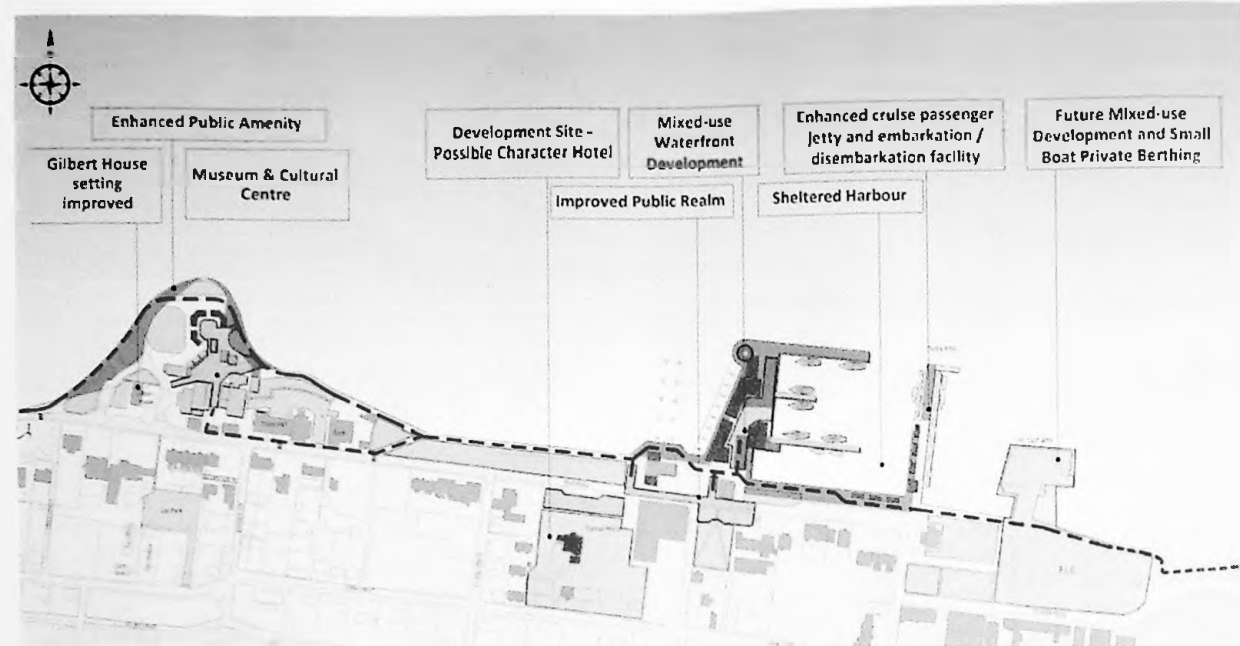 Enhanced Public Amenity
Gilbert House
setting
improved
Museum & Cultural
Centre
Development Site -
Possible Character Hotel
Mixed-use
Waterfront
Development
Improved Public Realm
Enhanced cruise passenger
Jetty and embarkation /
disembarkation facility
Sheltered Harbour
Future Mixed-use
Development and Small
Boat Private Berthing